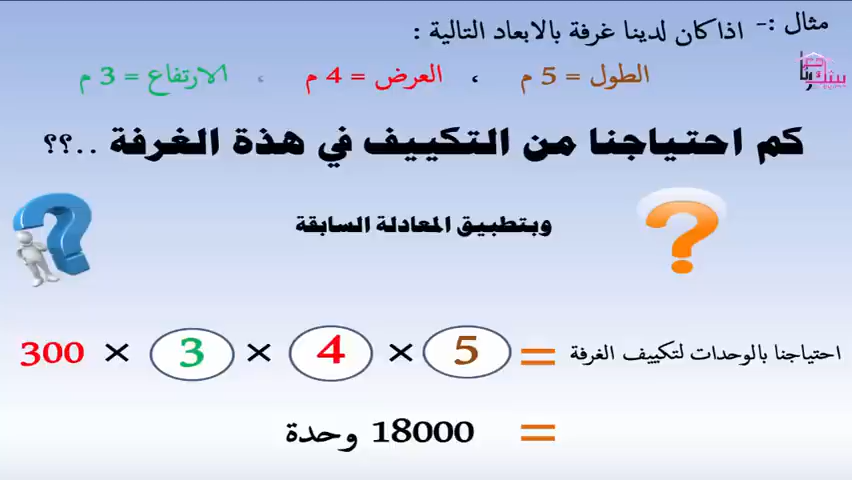 مثال :- اذا كان لدينا غرفة بالابعاد التالية :
الطول = 5 م ، العرض = 4 م ، الارتفاع = 3 م
كم احتياجنا من التكييف في هذة الغرفة ..؟؟
وبتطبيق المعادلة السابقة
احتياجنا بالوحدات لتكييف الغرفة = 5 × 4 × 3 × 300
= 18000 وحدة